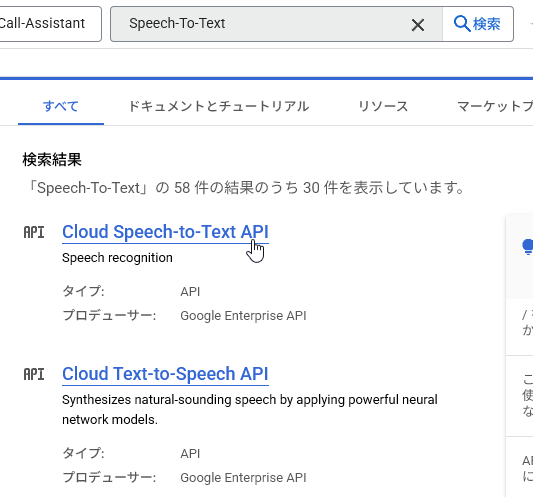 Call-Assistant
Speech-To-Text
検索
すべて
ドキュメントとチュートリアル
リソース
マーケットプ
検索結果
「Speech-To-Text」の 58 件の結果のうち 30 件を表示しています。
API
Cloud Speech-to-Text API
Speech recognition
タイプ: API
プロデューサー: Google Enterprise API
API
Cloud Text-to-Speech API
Synthesizes natural-sounding speech by applying powerful neural
network models.
タイプ: API
プロデューサー: Google Enterprise API
/
か
こ
使
な
に